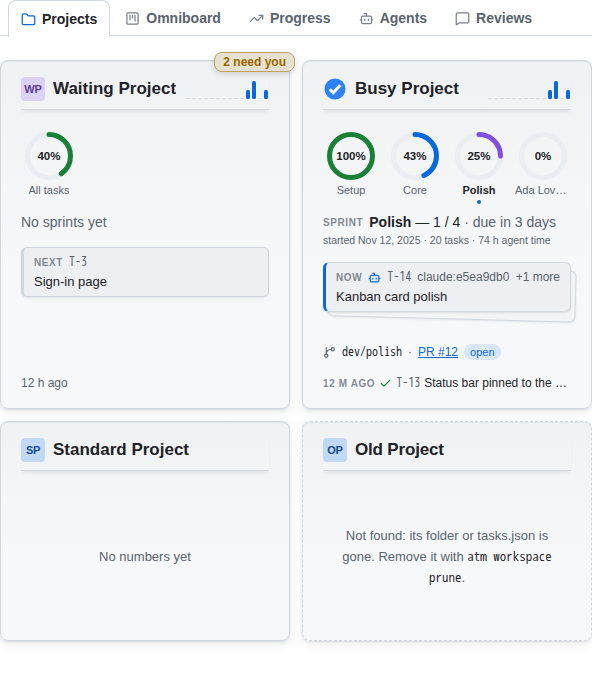 Projects Omniboard Progress Agents Reviews
2 need you
WP Waiting Project
40%
All tasks
No sprints yet
NEXT T-3
Sign-in page
12 h ago
Busy Project
100% 43% 25% 0%
Setup Core Polish Ada Lov…
SPRINT Polish — 1 / 4 · due in 3 days
started Nov 12, 2025 · 20 tasks · 74 h agent time
NOW T-14 claude:e5ea9db0 +1 more
Kanban card polish
dev/polish · PR #12 open
12 M AGO T-13 Status bar pinned to the …
SP Standard Project
No numbers yet
OP Old Project
Not found: its folder or tasks.json is
gone. Remove it with atm workspace
prune.